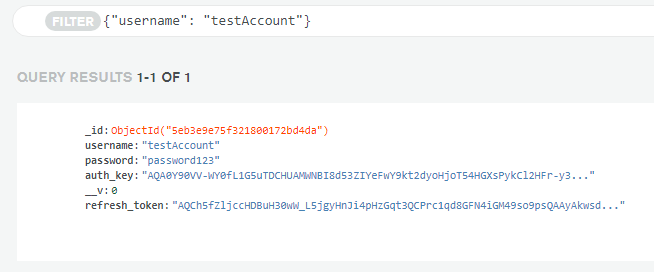 FILTER {"username": "testAccount"}
QUERY RESULTS 1-1 OF 1
_id: ObjectId("5eb3e9e75f321800172bd4da")
username: "testAccount"
password: "password123"
auth_key: "AQA0Y90VV-WY0fL1G5uTDCHUAMWNBI8d53ZIYeFwY9kt2dyoHjoT54HGXsPykCl2HFr-y3..."
__v: 0
refresh_token: "AQCh5fZljccHDBuH30wW_L5jgyHnJi4pHzGqt3QCPrc1qd8GFN4iGM49so9psQAAyAkwsd..."